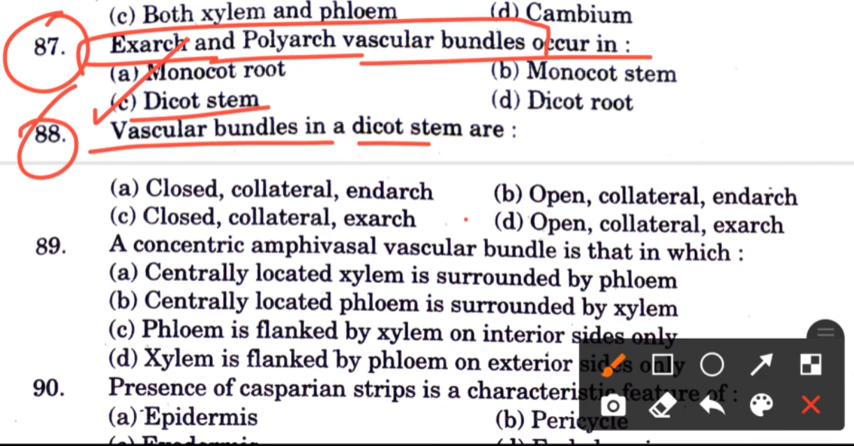 (c) Both xylem and phloem (d) Cambium
87. Exarch and Polyarch vascular bundles occur in :
(a) Monocot root (b) Monocot stem
(c) Dicot stem (d) Dicot root
88. Vascular bundles in a dicot stem are :
(a) Closed, collateral, endarch (b) Open, collateral, endarch
(c) Closed, collateral, exarch (d) Open, collateral, exarch
89. A concentric amphivasal vascular bundle is that in which :
(a) Centrally located xylem is surrounded by phloem
(b) Centrally located phloem is surrounded by xylem
(c) Phloem is flanked by xylem on interior sides only
(d) Xylem is flanked by phloem on exterior sides only
90. Presence of casparian strips is a characteristic feature of :
(a) Epidermis (b) Pericycle